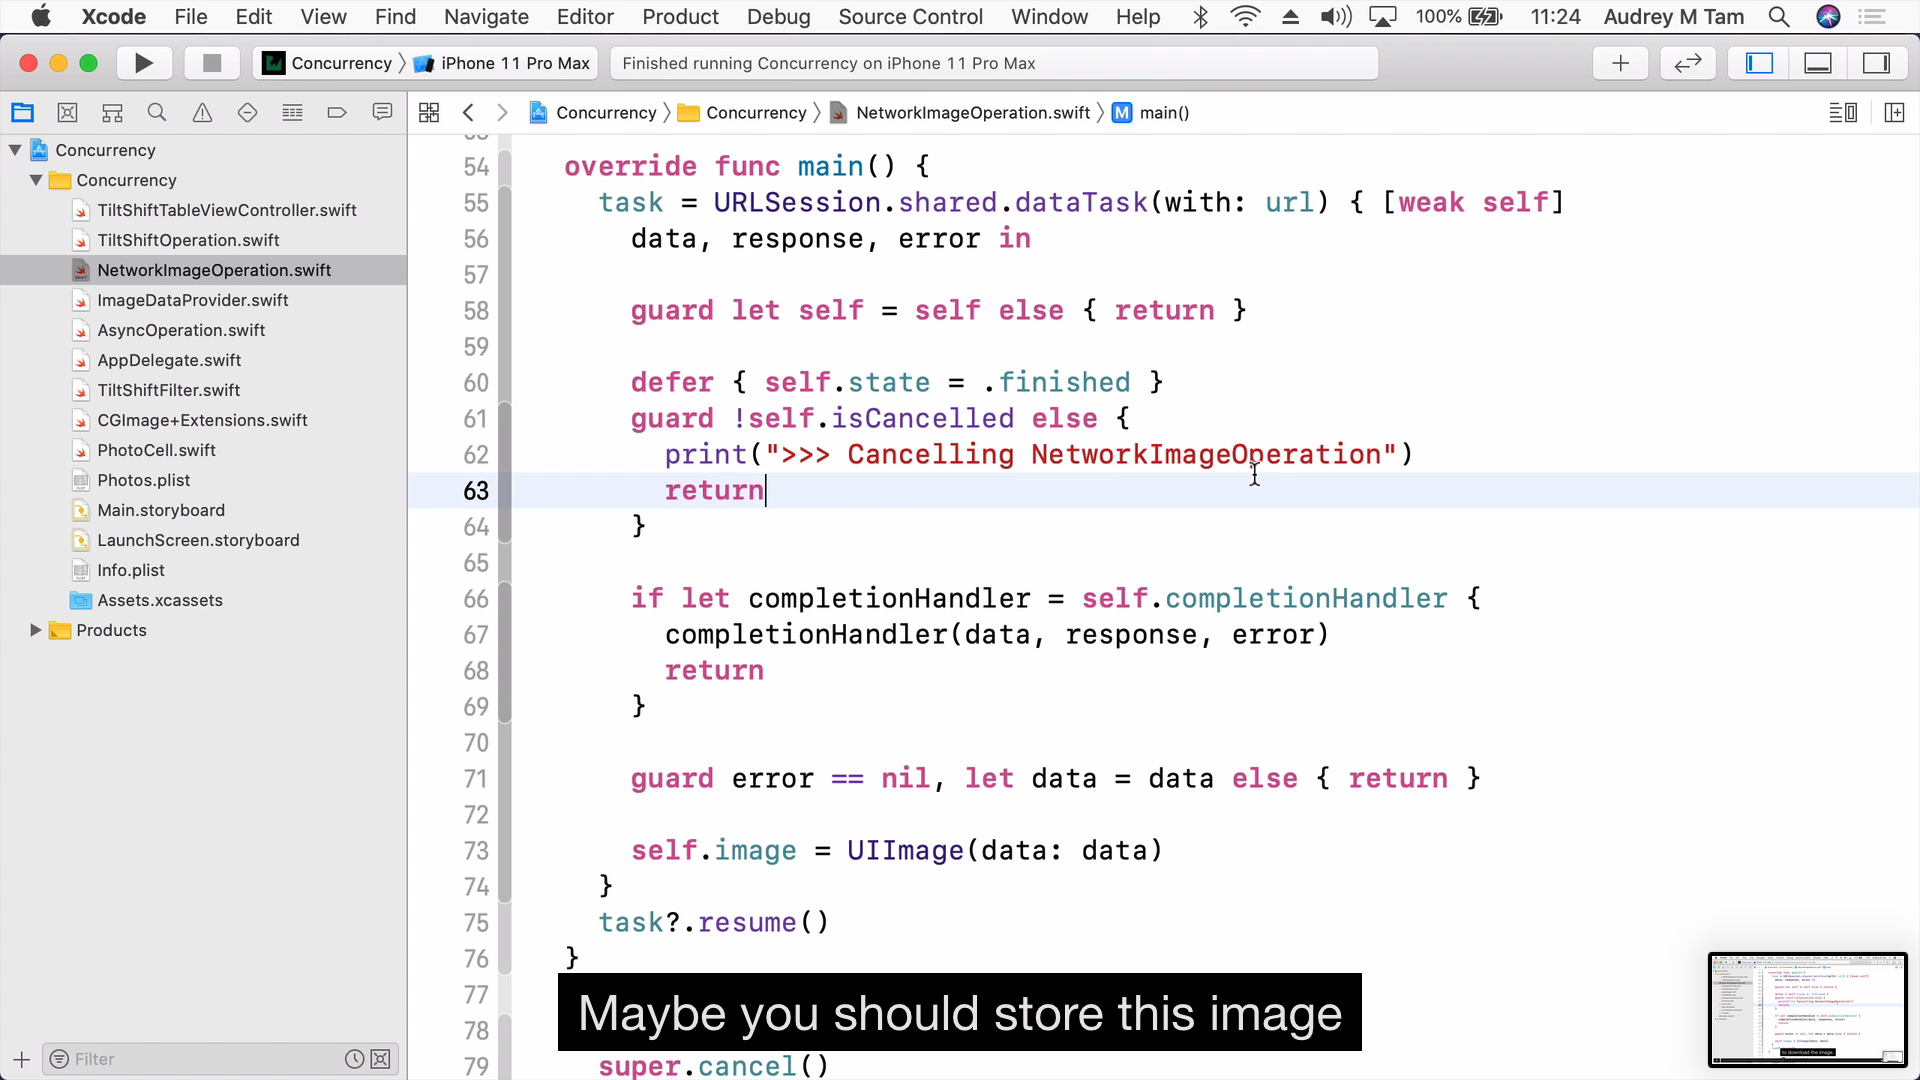 Xcode File Edit View Find Navigate Editor Product Debug Source Control Window Help 100% 11:24 Audrey M Tam
Concurrency iPhone 11 Pro Max
Finished running Concurrency on iPhone 11 Pro Max
Concurrency Concurrency NetworkImageOperation.swift M main()
Concurrency
Concurrency
TiltShiftTableViewController.swift
TiltShiftOperation.swift
NetworkImageOperation.swift
ImageDataProvider.swift
AsyncOperation.swift
AppDelegate.swift
TiltShiftFilter.swift
CGImage+Extensions.swift
PhotoCell.swift
Photos.plist
Main.storyboard
LaunchScreen.storyboard
Info.plist
Assets.xcassets
Products
Filter
54 override func main() {
55 task = URLSession.shared.dataTask(with: url) { [weak self]
56 data, response, error in
57
58 guard let self = self else { return }
59
60 defer { self.state = .finished }
61 guard !self.isCancelled else {
62 print(">>> Cancelling NetworkImageOperation")
63 return
64 }
65
66 if let completionHandler = self.completionHandler {
67 completionHandler(data, response, error)
68 return
69 }
70
71 guard error == nil, let data = data else { return }
72
73 self.image = UIImage(data: data)
74 }
75 task?.resume()
76 }
77
78
79 super.cancel()
Maybe you should store this image
to download the image.